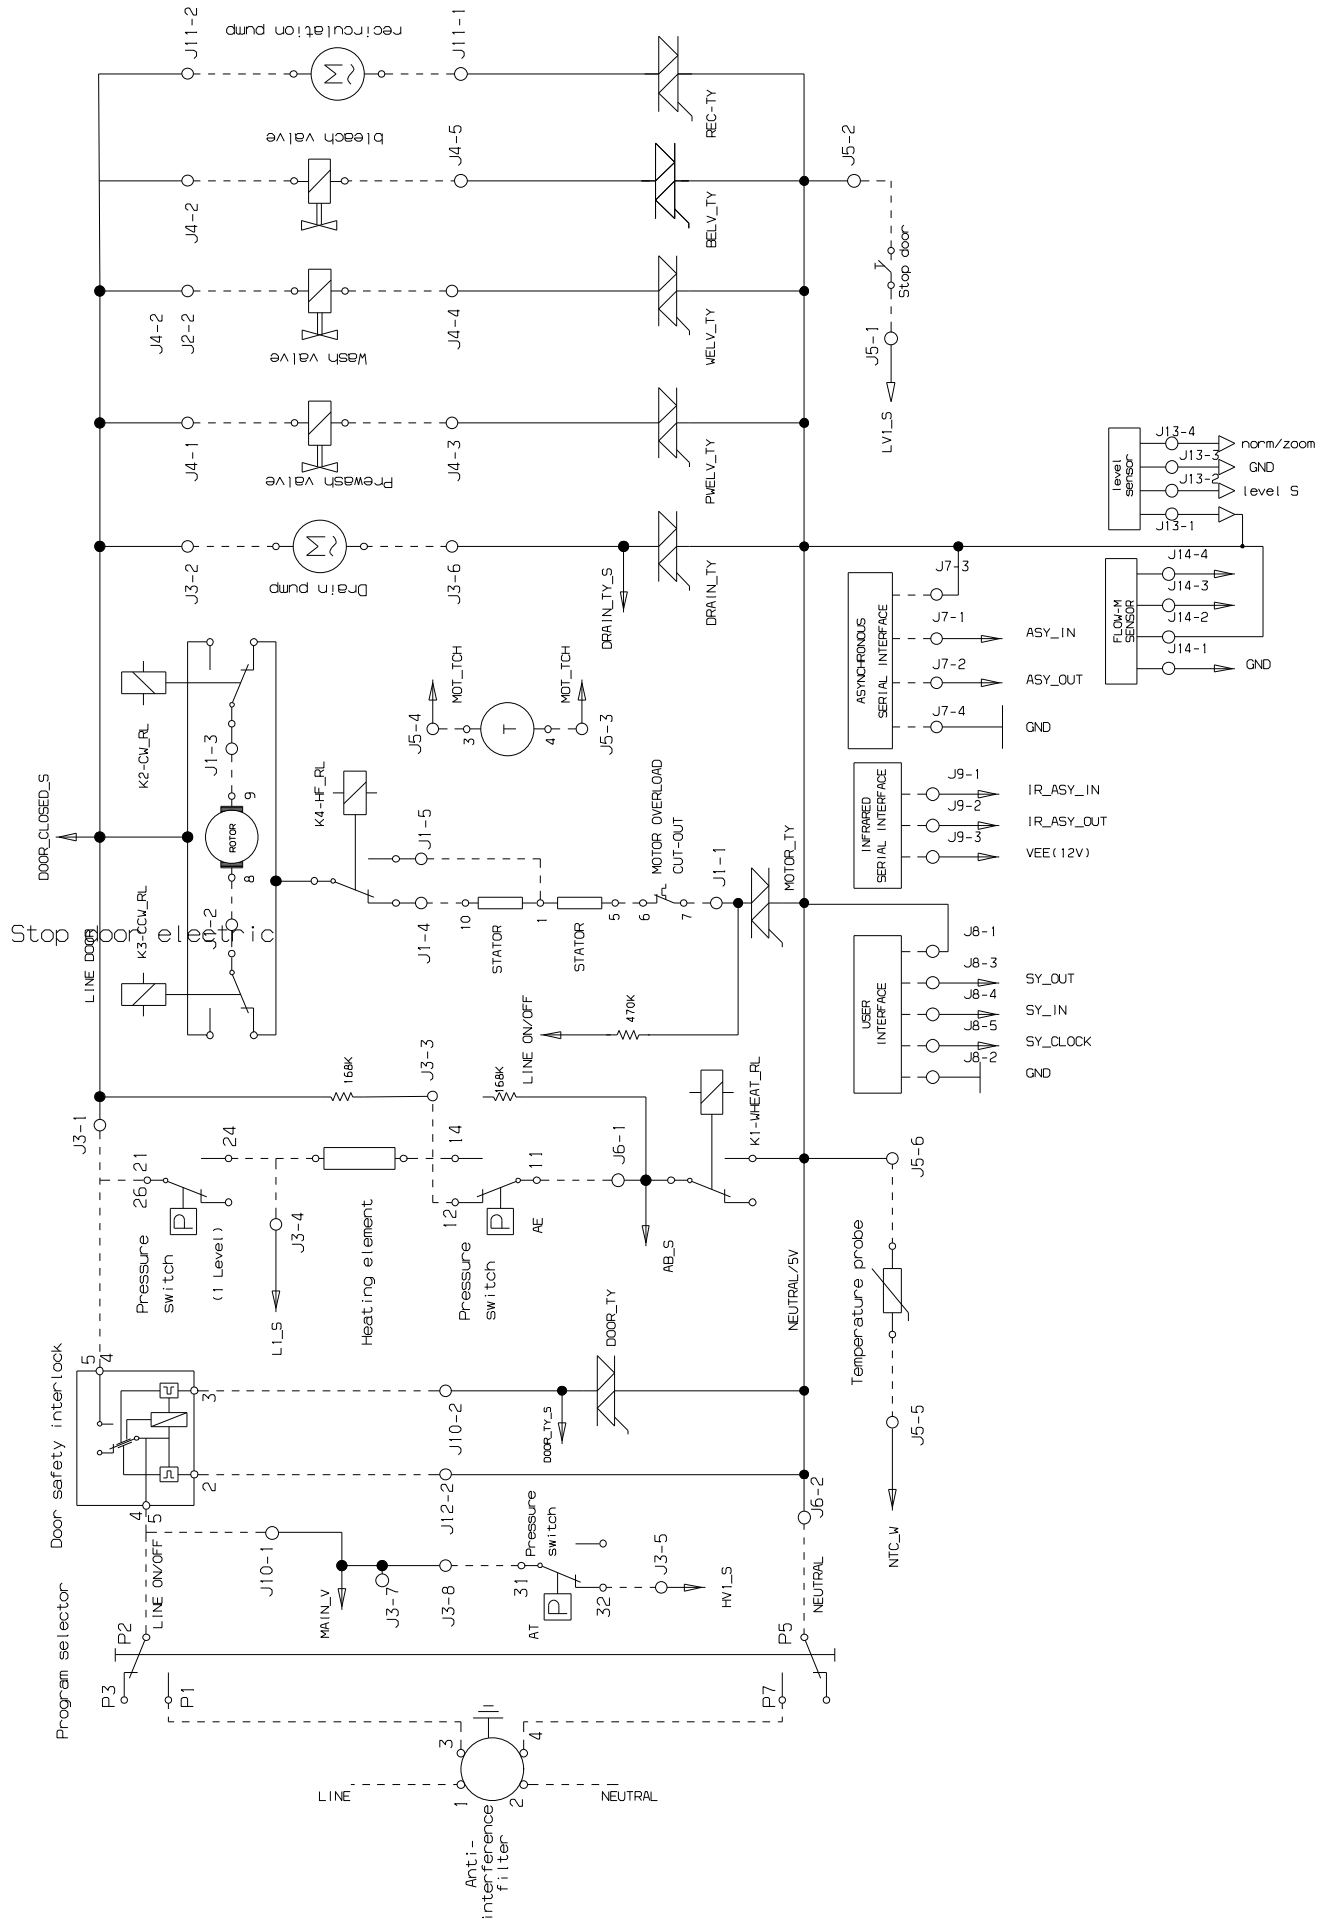 recirculation pump
J11-2
J11-1
REC-TY
bleach valve
J4-2
J4-5
BELV_TY
J5-2
Stop door
J5-1
LV1_S
J4-2
J2-2
Wash valve
J4-4
WELV_TY
J4-1
Prewash valve
J4-3
PWELV_TY
J3-2
Drain pump
J3-6
DRAIN_TY_S
DRAIN_TY
level
sensor
J13-4
norm/zoom
J13-3
GND
J13-2
level S
J13-1
FLOW-M
SENSOR
J14-4
J14-3
J14-2
J14-1
GND
ASYNCHRONOUS
SERIAL INTERFACE
J7-3
J7-1
ASY_IN
J7-2
ASY_OUT
J7-4
GND
INFRARED
SERIAL INTERFACE
J9-1
IR_ASY_IN
J9-2
IR_ASY_OUT
J9-3
VEE(12V)
USER
INTERFACE
J8-1
J8-3
SY_OUT
J8-4
SY_IN
J8-5
SY_CLOCK
J8-2
GND
K2-CW_RL
J1-3
9
ROTOR
8
J1-2
K3-CCW_RL
DOOR_CLOSED_S
Stop door electric
LINE DOOR
MOT_TCH
MOT_TCH
J5-4
3
T
4
J5-3
K4-HF_RL
J1-5
J1-4
10
STATOR
1
STATOR
5
6
7
MOTOR OVERLOAD
CUT-OUT
J1-1
MOTOR_TY
LINE ON/OFF
470K
168K
J3-3
168K
K1-WHEAT_RL
J3-1
26
21
24
P
Pressure
switch
(1 Level)
J3-4
L1_S
Heating element
12
14
11
P
AE
Pressure
switch
J6-1
AB_S
NEUTRAL/5V
J5-6
Temperature probe
J5-5
NTC_W
Door safety interlock
5
4
3
2
4
5
J10-2
DOOR_TY_S
DOOR_TY
J12-2
J6-2
LINE ON/OFF
J10-1
MAIN_V
J3-7
J3-8
31
Pressure
switch
P
AT
32
J3-5
HV1_S
NEUTRAL
Program selector
P2
P3
P1
P5
P7
3
4
1
2
LINE
NEUTRAL
Anti-
interference
filter